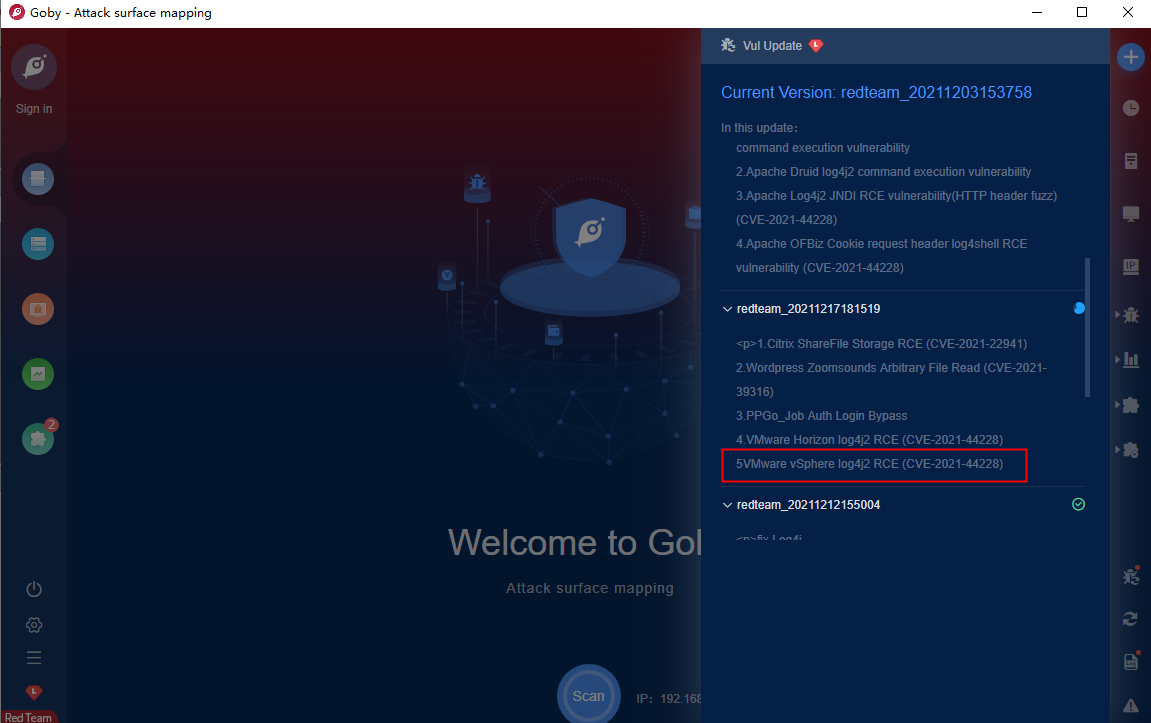 Goby - Attack surface mapping
Sign in
2
Red Team
Welcome to Gol
Attack surface mapping
Scan
IP: 192.168
Vul Update
Current Version: redteam_20211203153758
In this update：
command execution vulnerability
2.Apache Druid log4j2 command execution vulnerability
3.Apache Log4j2 JNDI RCE vulnerability(HTTP header fuzz)
(CVE-2021-44228)
4.Apache OFBiz Cookie request header log4shell RCE
vulnerability (CVE-2021-44228)
redteam_20211217181519
<p>1.Citrix ShareFile Storage RCE (CVE-2021-22941)
2.Wordpress Zoomsounds Arbitrary File Read (CVE-2021-
39316)
3.PPGo_Job Auth Login Bypass
4.VMware Horizon log4j2 RCE (CVE-2021-44228)
5VMware vSphere log4j2 RCE (CVE-2021-44228)
redteam_20211212155004
<p>fix Log4j
IP